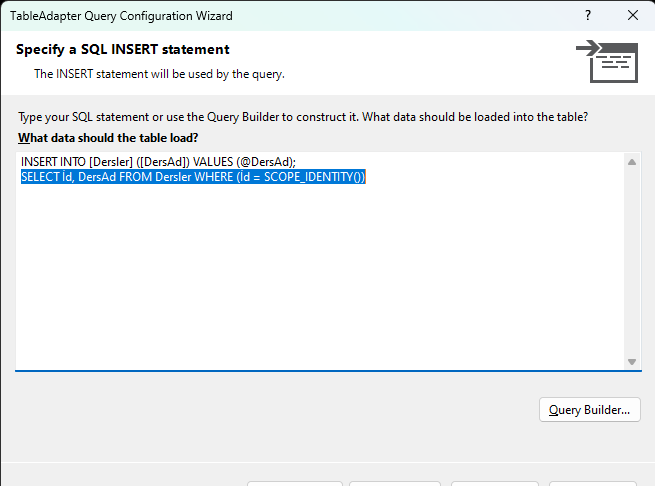 TableAdapter Query Configuration Wizard
?
Specify a SQL INSERT statement
The INSERT statement will be used by the query.
Type your SQL statement or use the Query Builder to construct it. What data should be loaded into the table?
What data should the table load?
INSERT INTO [Dersler] ([DersAd]) VALUES (@DersAd);
SELECT İd, DersAd FROM Dersler WHERE (İd = SCOPE_IDENTITY())
Query Builder...